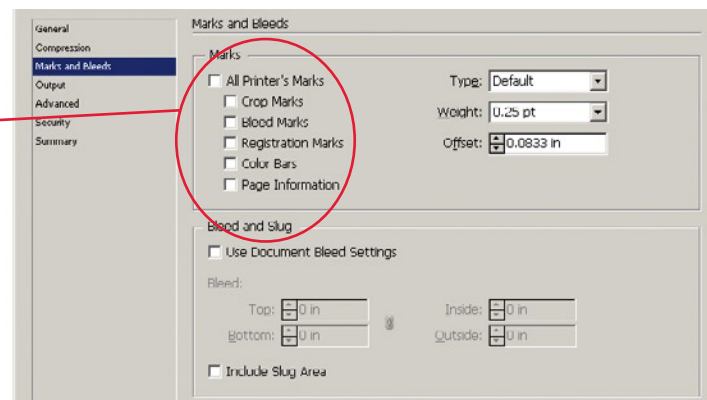 General
Compression
Marks and Bleeds
Output
Advanced
Security
Summary
Marks and Bleeds
Marks
All Printer's Marks
Crop Marks
Bleed Marks
Registration Marks
Color Bars
Page Information
Type: Default
Weight: 0.25 pt
Offset: 0.0833 in
Bleed and Slug
Use Document Bleed Settings
Bleed:
Top: 0 in
Bottom: 0 in
Inside: 0 in
Outside: 0 in
Include Slug Area